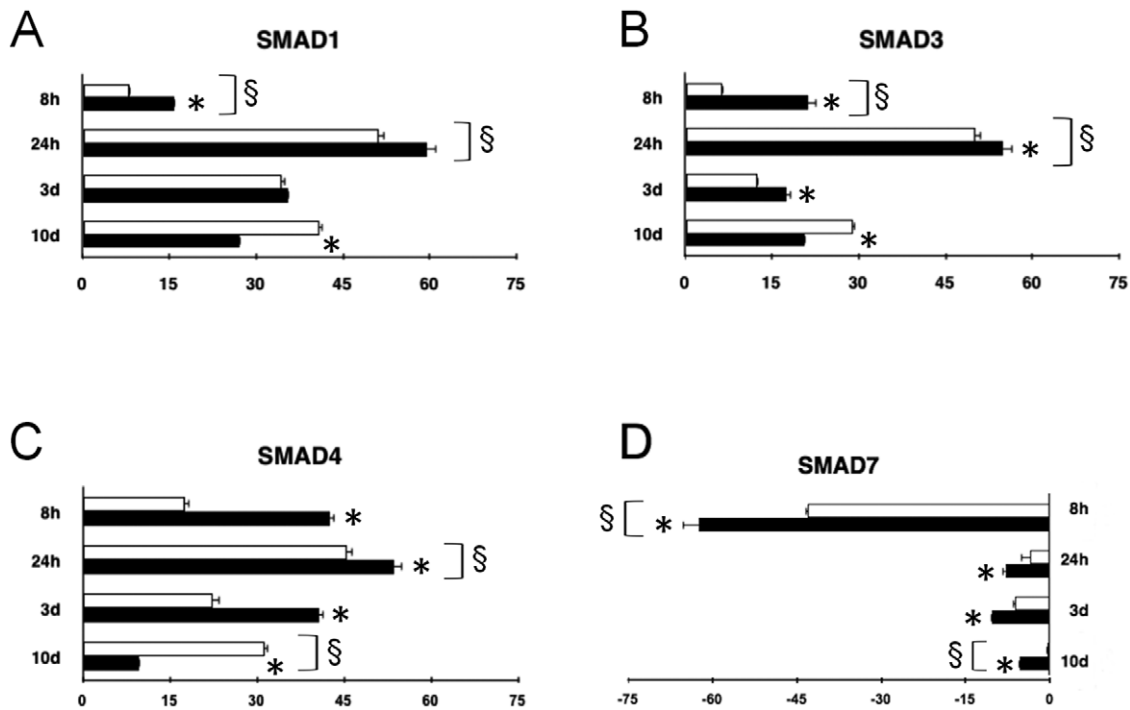 A
SMAD1
8h * §
24h §
3d
10d *
0 15 30 45 60 75
B
SMAD3
8h * §
24h * §
3d *
10d *
0 15 30 45 60 75
C
SMAD4
8h *
24h * §
3d *
10d * §
0 15 30 45 60 75
D
SMAD7
§ * 8h
* 24h
* 3d
§ * 10d
-75 -60 -45 -30 -15 0